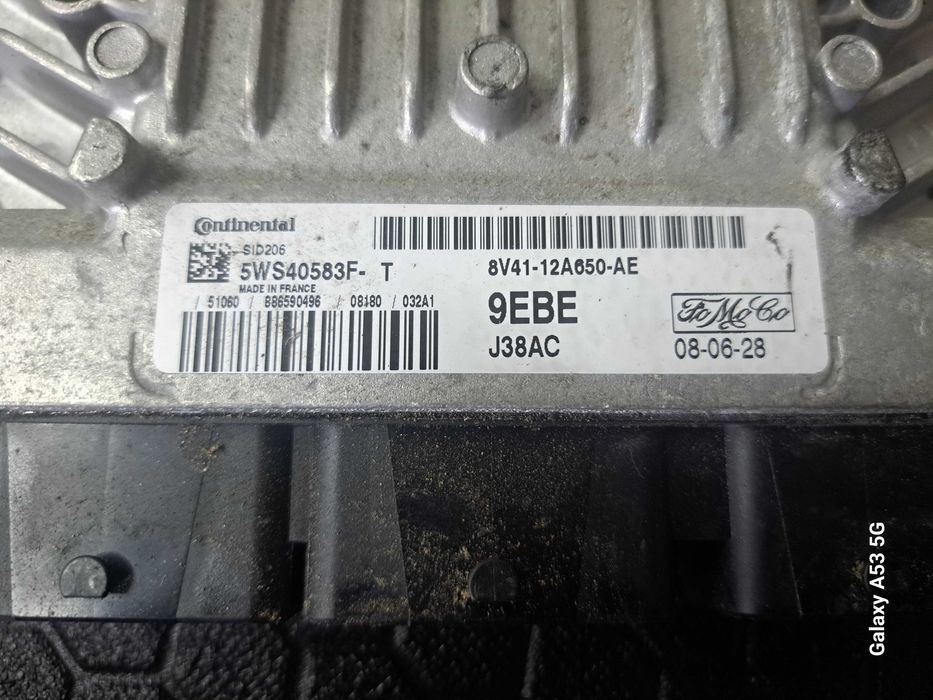 Continental
SID206
5WS40583F- T
MADE IN FRANCE
/ 51060 / 886590496 / 08180 / 032A1
8V41-12A650-AE
9EBE
J38AC
FoMoCo
08-06-28
Galaxy A53 5G